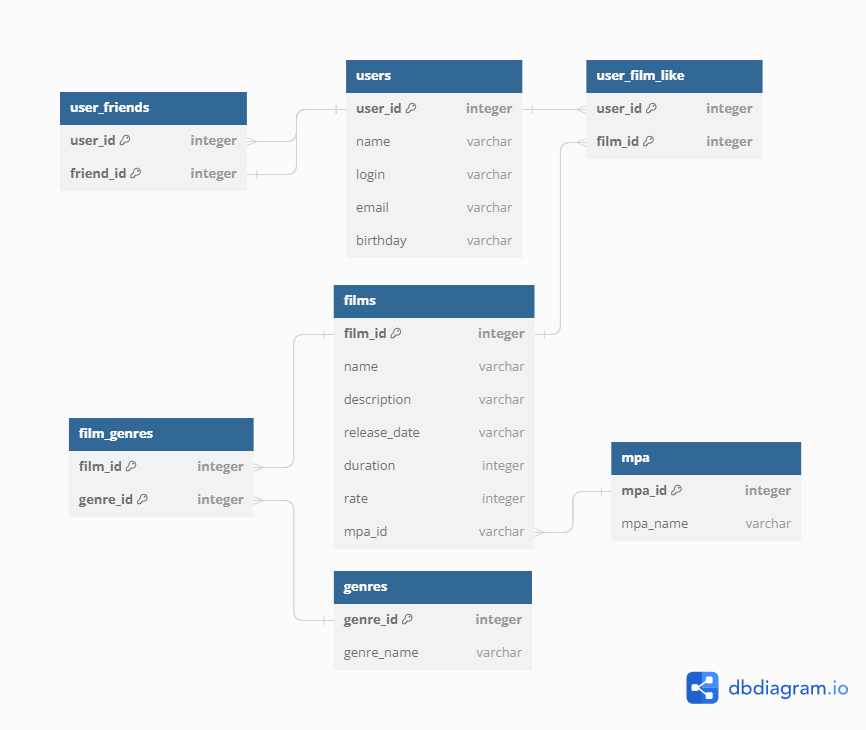 user_friends
user_id integer
friend_id integer
users
user_id integer
name varchar
login varchar
email varchar
birthday varchar
user_film_like
user_id integer
film_id integer
films
film_id integer
name varchar
description varchar
release_date varchar
duration integer
rate integer
mpa_id varchar
film_genres
film_id integer
genre_id integer
mpa
mpa_id integer
mpa_name varchar
genres
genre_id integer
genre_name varchar
dbdiagram.io